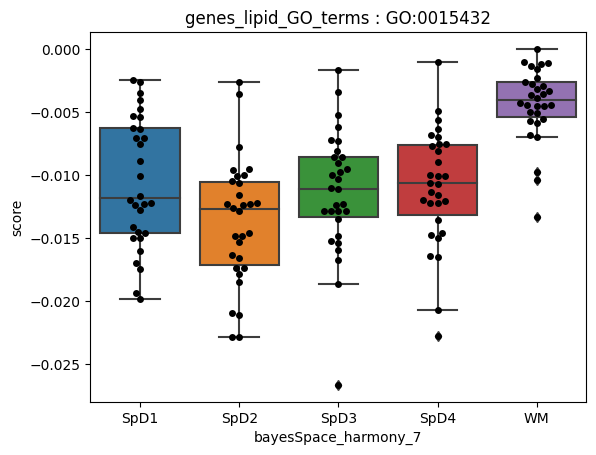 genes_lipid_GO_terms : GO:0015432
0.000
−0.005
−0.010
−0.015
−0.020
−0.025
score
SpD1 SpD2 SpD3 SpD4 WM
bayesSpace_harmony_7